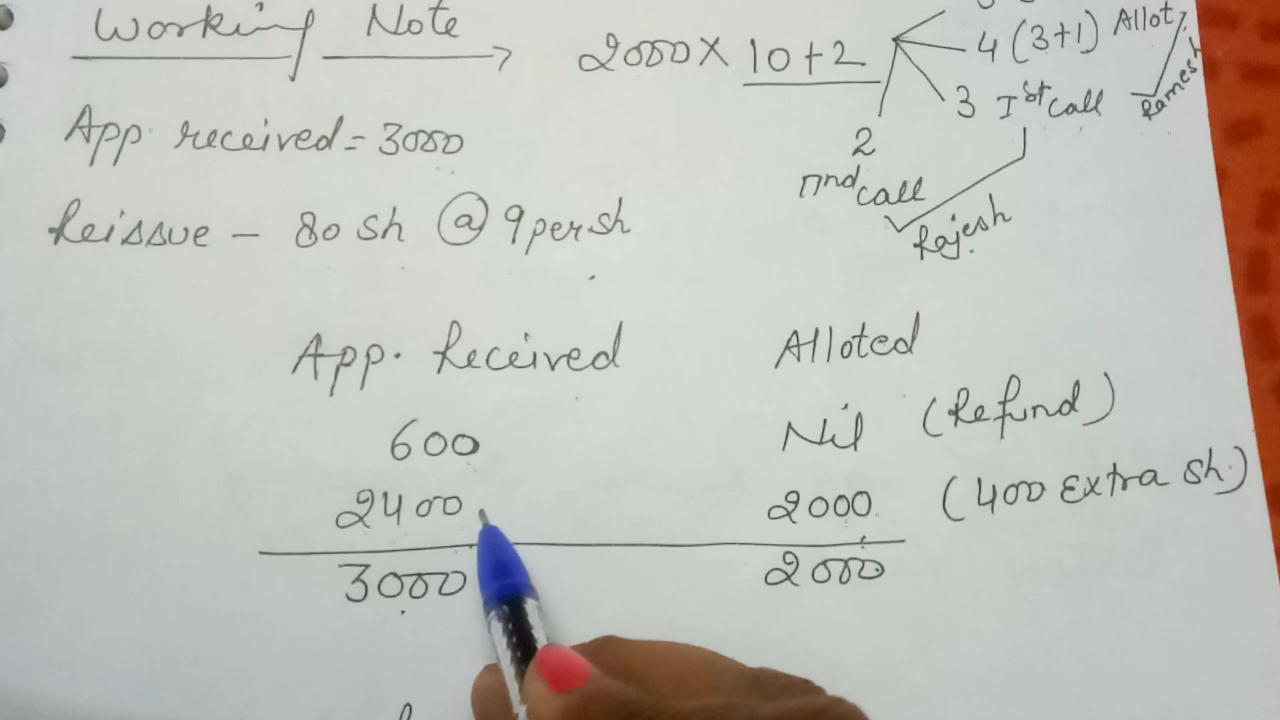 Working Note
2000 X 10 + 2
4 (3+1) Allot
Ramesh
3 Ist call
2
IInd call
Rajesh
App. received = 3000
Reissue - 80 sh @ 9 per sh
App. Received Alloted
600 Nil (Refund)
2400 2000 (400 Extra sh.)
3000 2000